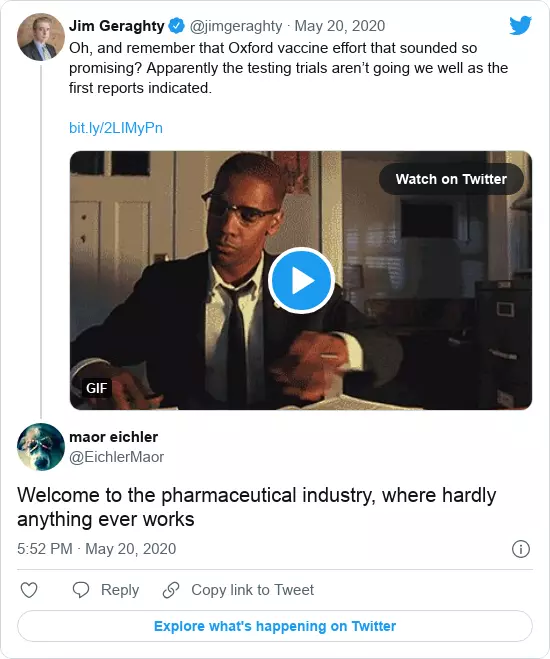 Jim Geraghty @jimgeraghty · May 20, 2020
Oh, and remember that Oxford vaccine effort that sounded so
promising? Apparently the testing trials aren't going we well as the
first reports indicated.
bit.ly/2LIMyPn
Watch on Twitter
GIF
maor eichler
@EichlerMaor
Welcome to the pharmaceutical industry, where hardly
anything ever works
5:52 PM · May 20, 2020
Reply
Copy link to Tweet
Explore what's happening on Twitter